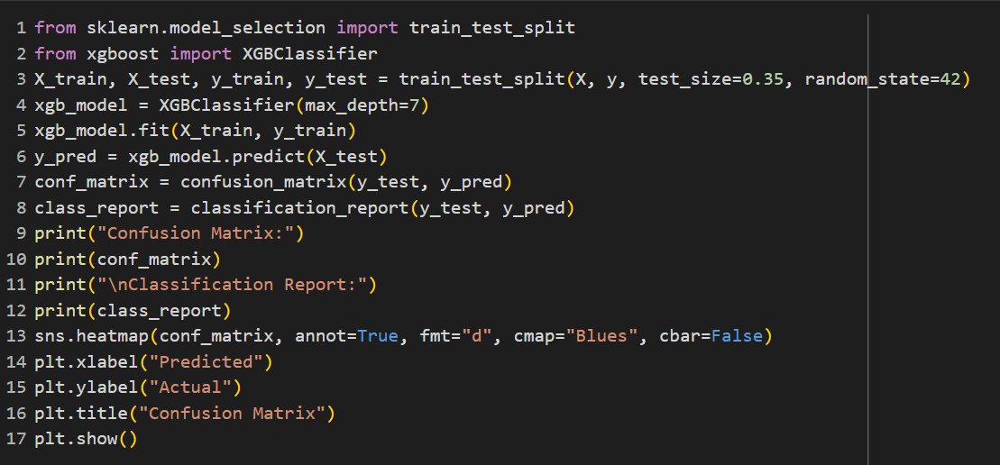 1 from sklearn.model_selection import train_test_split
2 from xgboost import XGBClassifier
3 X_train, X_test, y_train, y_test = train_test_split(X, y, test_size=0.35, random_state=42)
4 xgb_model = XGBClassifier(max_depth=7)
5 xgb_model.fit(X_train, y_train)
6 y_pred = xgb_model.predict(X_test)
7 conf_matrix = confusion_matrix(y_test, y_pred)
8 class_report = classification_report(y_test, y_pred)
9 print("Confusion Matrix:")
10 print(conf_matrix)
11 print("\nClassification Report:")
12 print(class_report)
13 sns.heatmap(conf_matrix, annot=True, fmt="d", cmap="Blues", cbar=False)
14 plt.xlabel("Predicted")
15 plt.ylabel("Actual")
16 plt.title("Confusion Matrix")
17 plt.show()